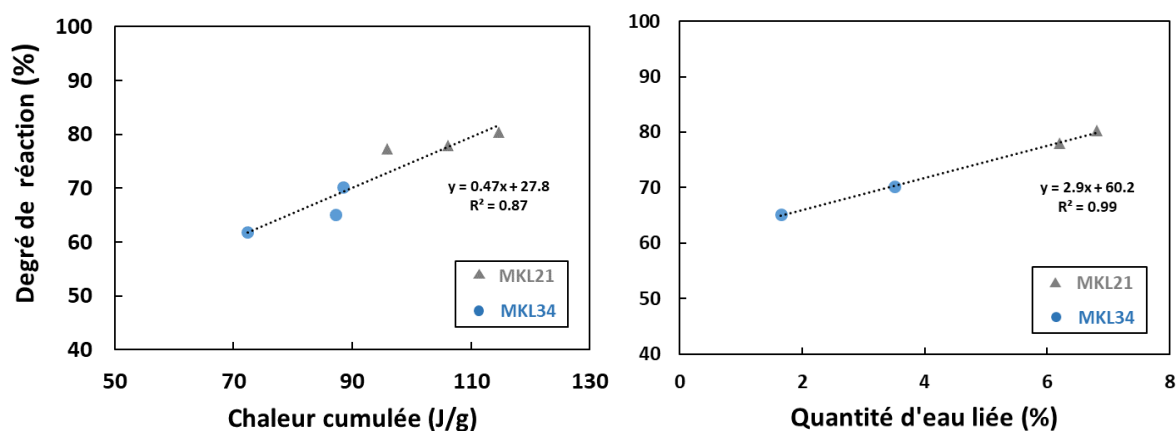 Degré de réaction (%)
100
90
80
70
60
50
40
50
70
90
110
130
Chaleur cumulée (J/g)
y = 0.47x + 27.8
R² = 0.87
MKL21
MKL34
100
90
80
70
60
50
40
0
2
4
6
8
Quantité d'eau liée (%)
y = 2.9x + 60.2
R² = 0.99
MKL21
MKL34